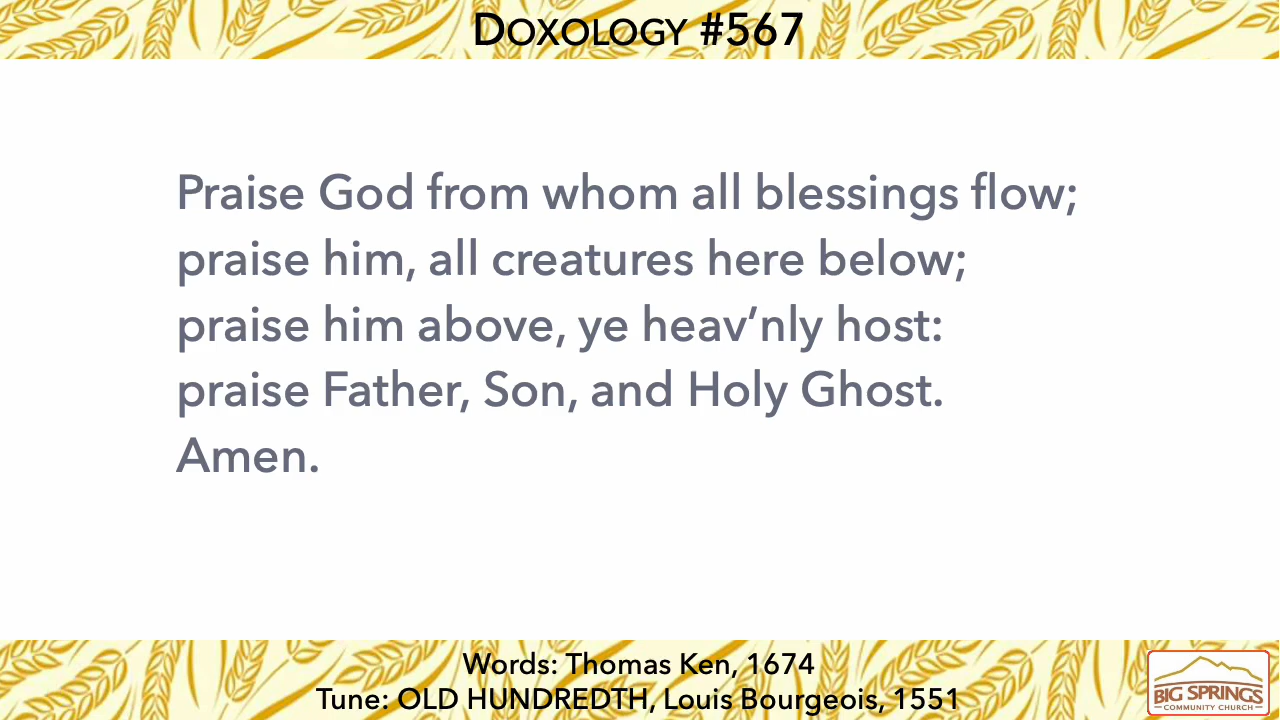 DOXOLOGY #567
Praise God from whom all blessings flow;
praise him, all creatures here below;
praise him above, ye heav’nly host:
praise Father, Son, and Holy Ghost.
Amen.
Words: Thomas Ken, 1674
Tune: OLD HUNDREDTH, Louis Bourgeois, 1551
BIG SPRINGS
COMMUNITY CHURCH